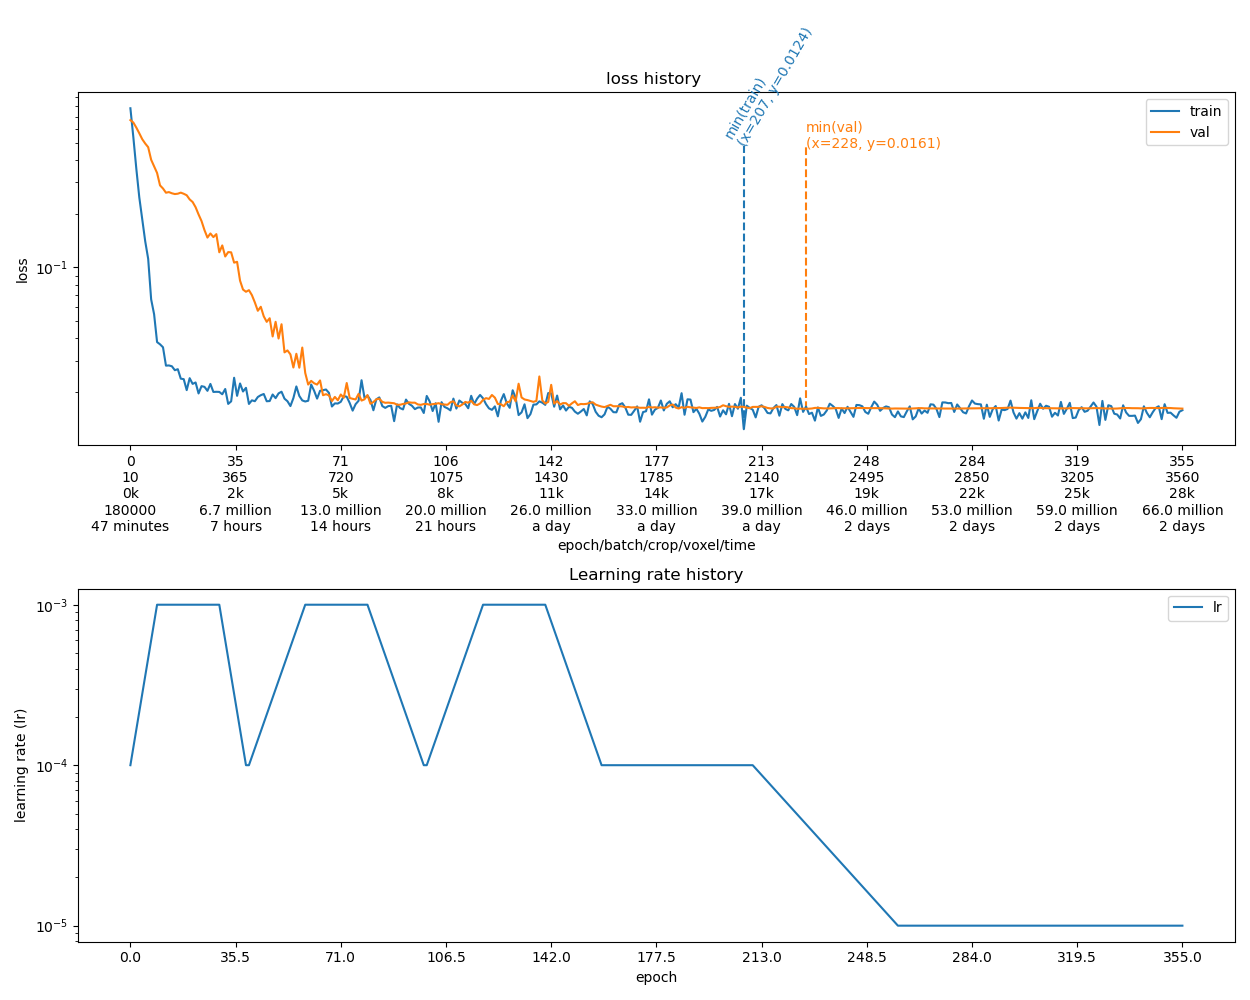 loss history
min(train)
(x=207, y=0.0124)
min(val)
(x=228, y=0.0161)
train
val
loss
10⁻¹
0 35 71 106 142 177 213 248 284 319 355
10 365 720 1075 1430 1785 2140 2495 2850 3205 3560
0k 2k 5k 8k 11k 14k 17k 19k 22k 25k 28k
180000 6.7 million 13.0 million 20.0 million 26.0 million 33.0 million 39.0 million 46.0 million 53.0 million 59.0 million 66.0 million
47 minutes 7 hours 14 hours 21 hours a day a day a day 2 days 2 days 2 days 2 days
epoch/batch/crop/voxel/time
Learning rate history
lr
learning rate (lr)
10⁻³
10⁻⁴
10⁻⁵
0.0 35.5 71.0 106.5 142.0 177.5 213.0 248.5 284.0 319.5 355.0
epoch